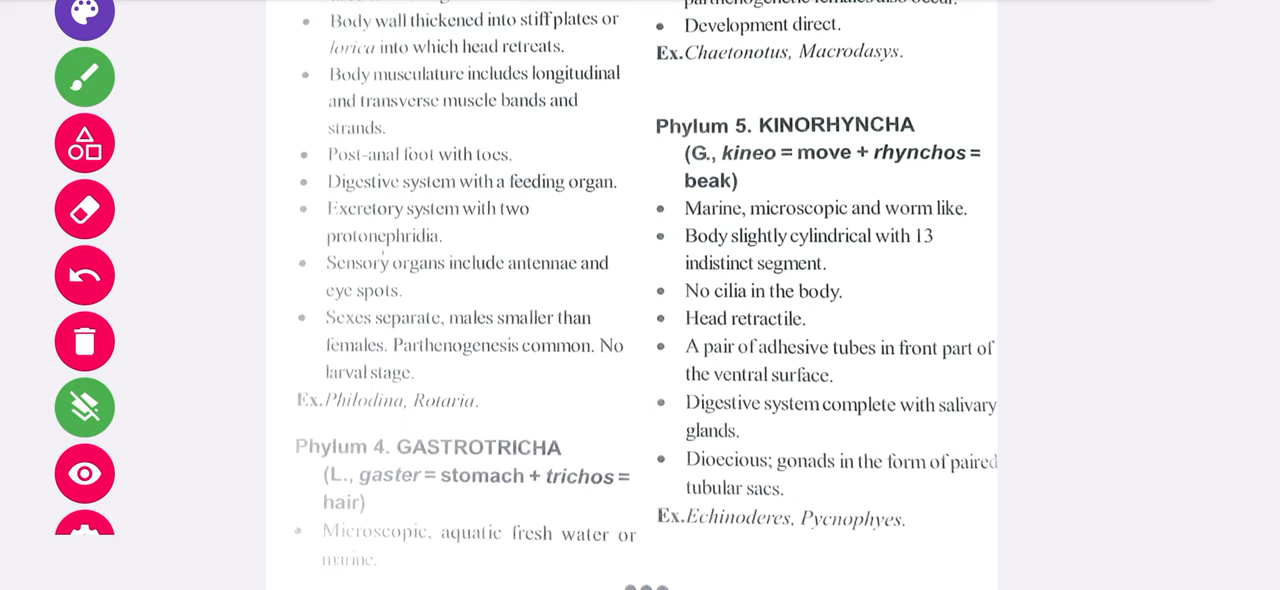 Body wall thickened into stiff plates or
lorica into which head retreats.
• Body musculature includes longitudinal
and transverse muscle bands and
strands.
• Post-anal foot with toes.
• Digestive system with a feeding organ.
• Excretory system with two
protonephridia.
• Sensory organs include antennae and
eye spots.
• Sexes separate, males smaller than
females. Parthenogenesis common. No
larval stage.
Ex. Philodina, Rotaria.
Phylum 4. GASTROTRICHA
(L., gaster = stomach + trichos =
hair)
• Microscopic, aquatic fresh water or
marine.
parthenogenetic females also occur.
• Development direct.
Ex. Chaetonotus, Macrodasys.
Phylum 5. KINORHYNCHA
(G., kineo = move + rhynchos =
beak)
• Marine, microscopic and worm like.
• Body slightly cylindrical with 13
indistinct segment.
• No cilia in the body.
• Head retractile.
• A pair of adhesive tubes in front part of
the ventral surface.
• Digestive system complete with salivary
glands.
• Dioecious; gonads in the form of paired
tubular sacs.
Ex. Echinoderes, Pycnophyes.